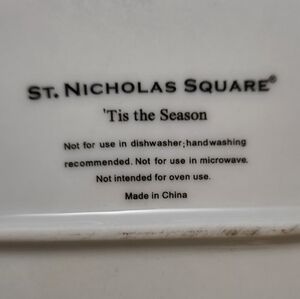 ST. NICHOLAS SQUARE®
'Tis the Season
Not for use in dishwasher; handwashing
recommended. Not for use in microwave.
Not intended for oven use.
Made in China